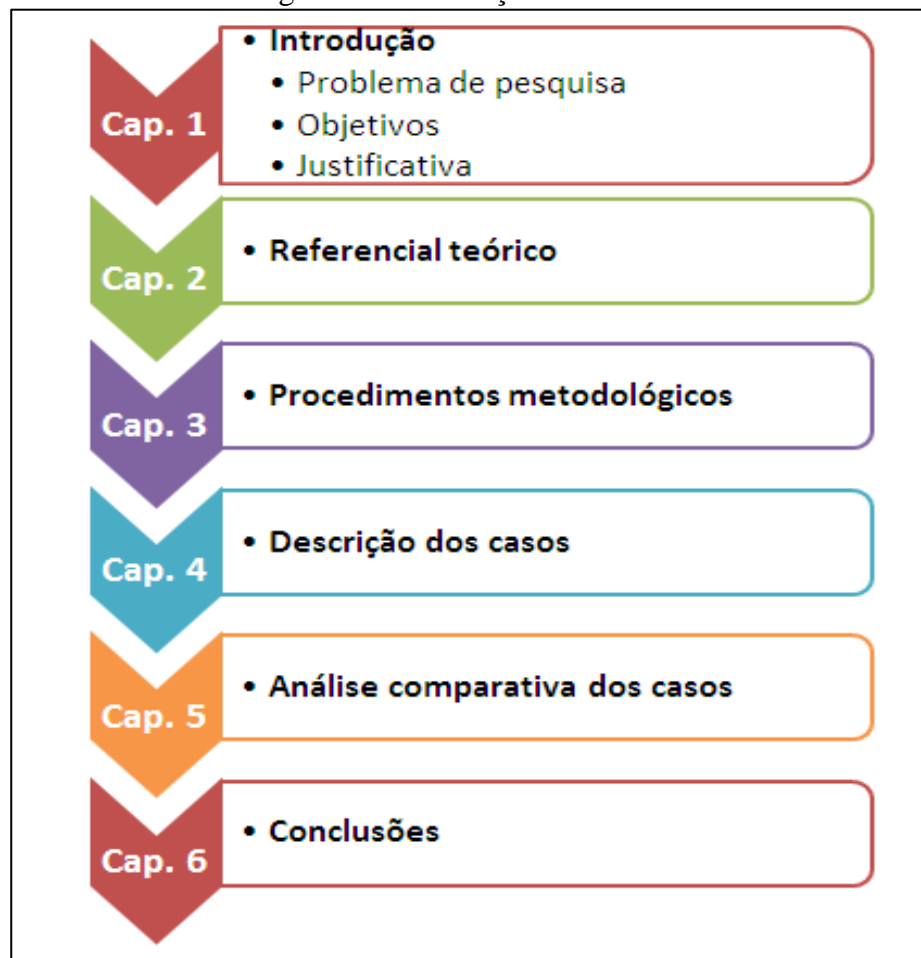 • Introdução
• Problema de pesquisa
• Objetivos
• Justificativa
Cap. 1
• Referencial teórico
Cap. 2
• Procedimentos metodológicos
Cap. 3
• Descrição dos casos
Cap. 4
• Análise comparativa dos casos
Cap. 5
• Conclusões
Cap. 6